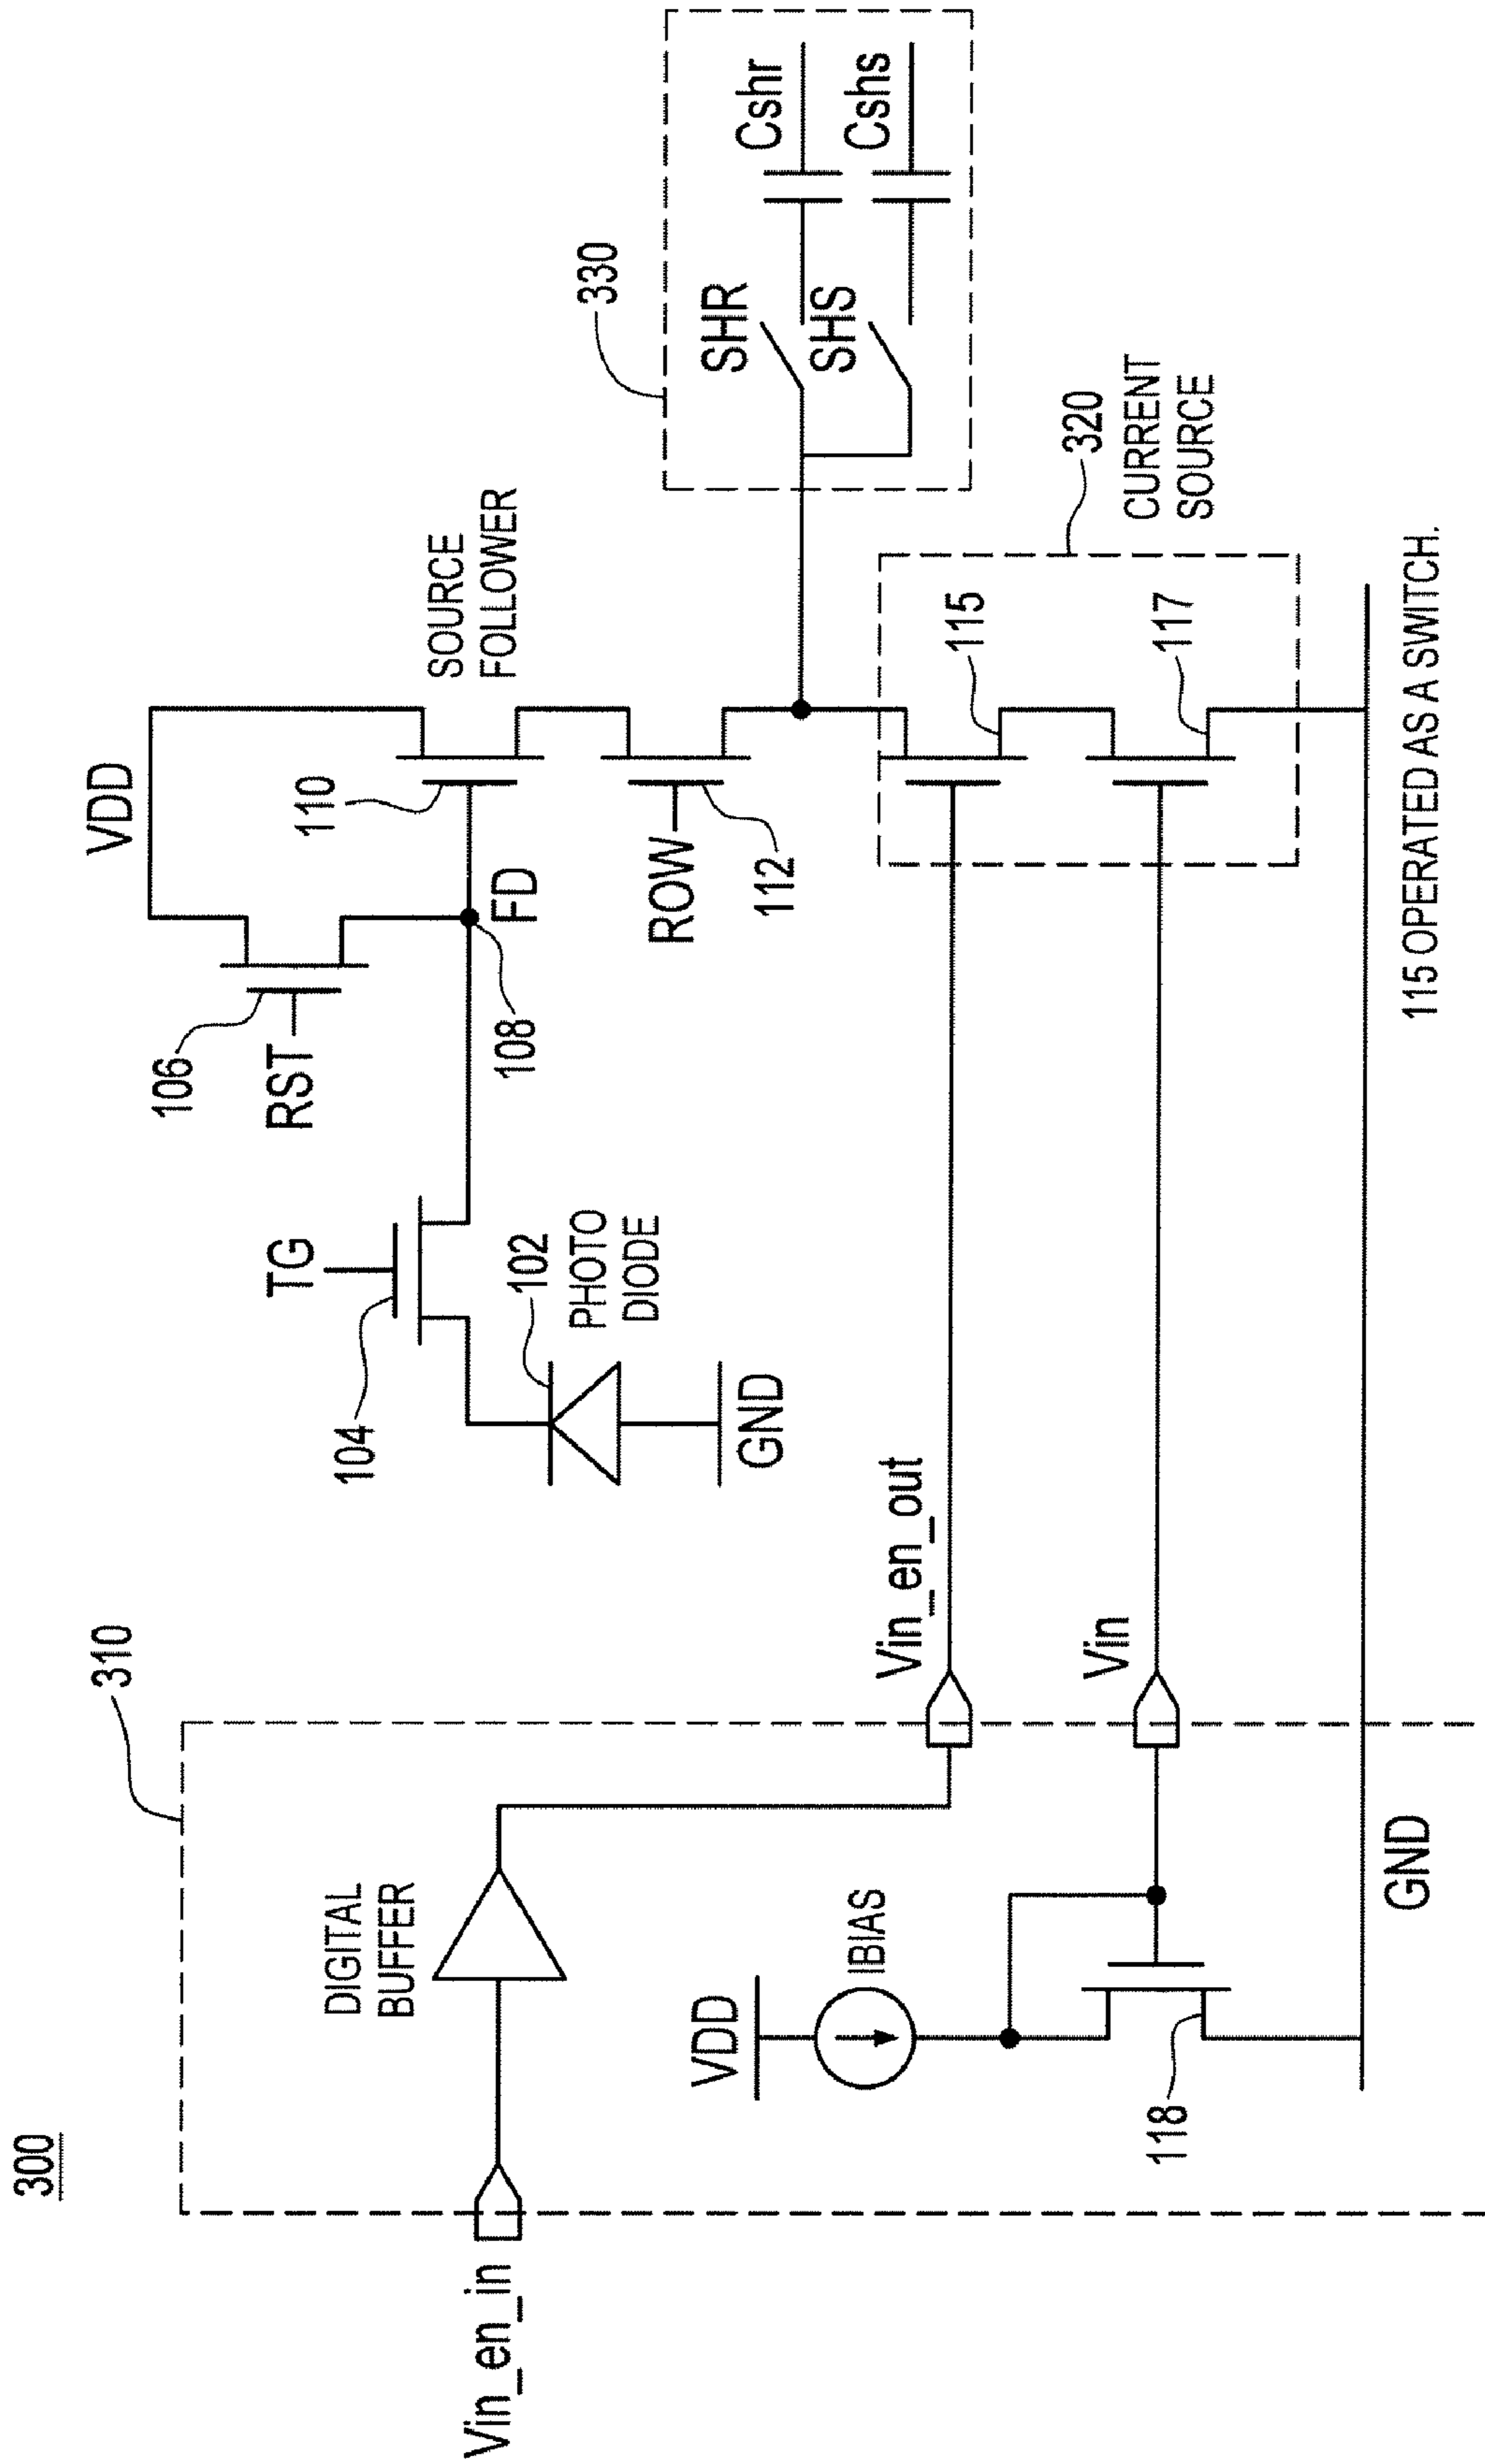 300
310
VDD
106
RST
110
SOURCE
FOLLOWER
TG
104
108
FD
102
PHOTO
DIODE
GND
ROW
112
330
SHR
Cshr
SHS
Cshs
320
CURRENT
SOURCE
115
117
Vin_en_in
DIGITAL
BUFFER
Vin_en_out
Vin
VDD
IBIAS
118
GND
115 OPERATED AS A SWITCH.